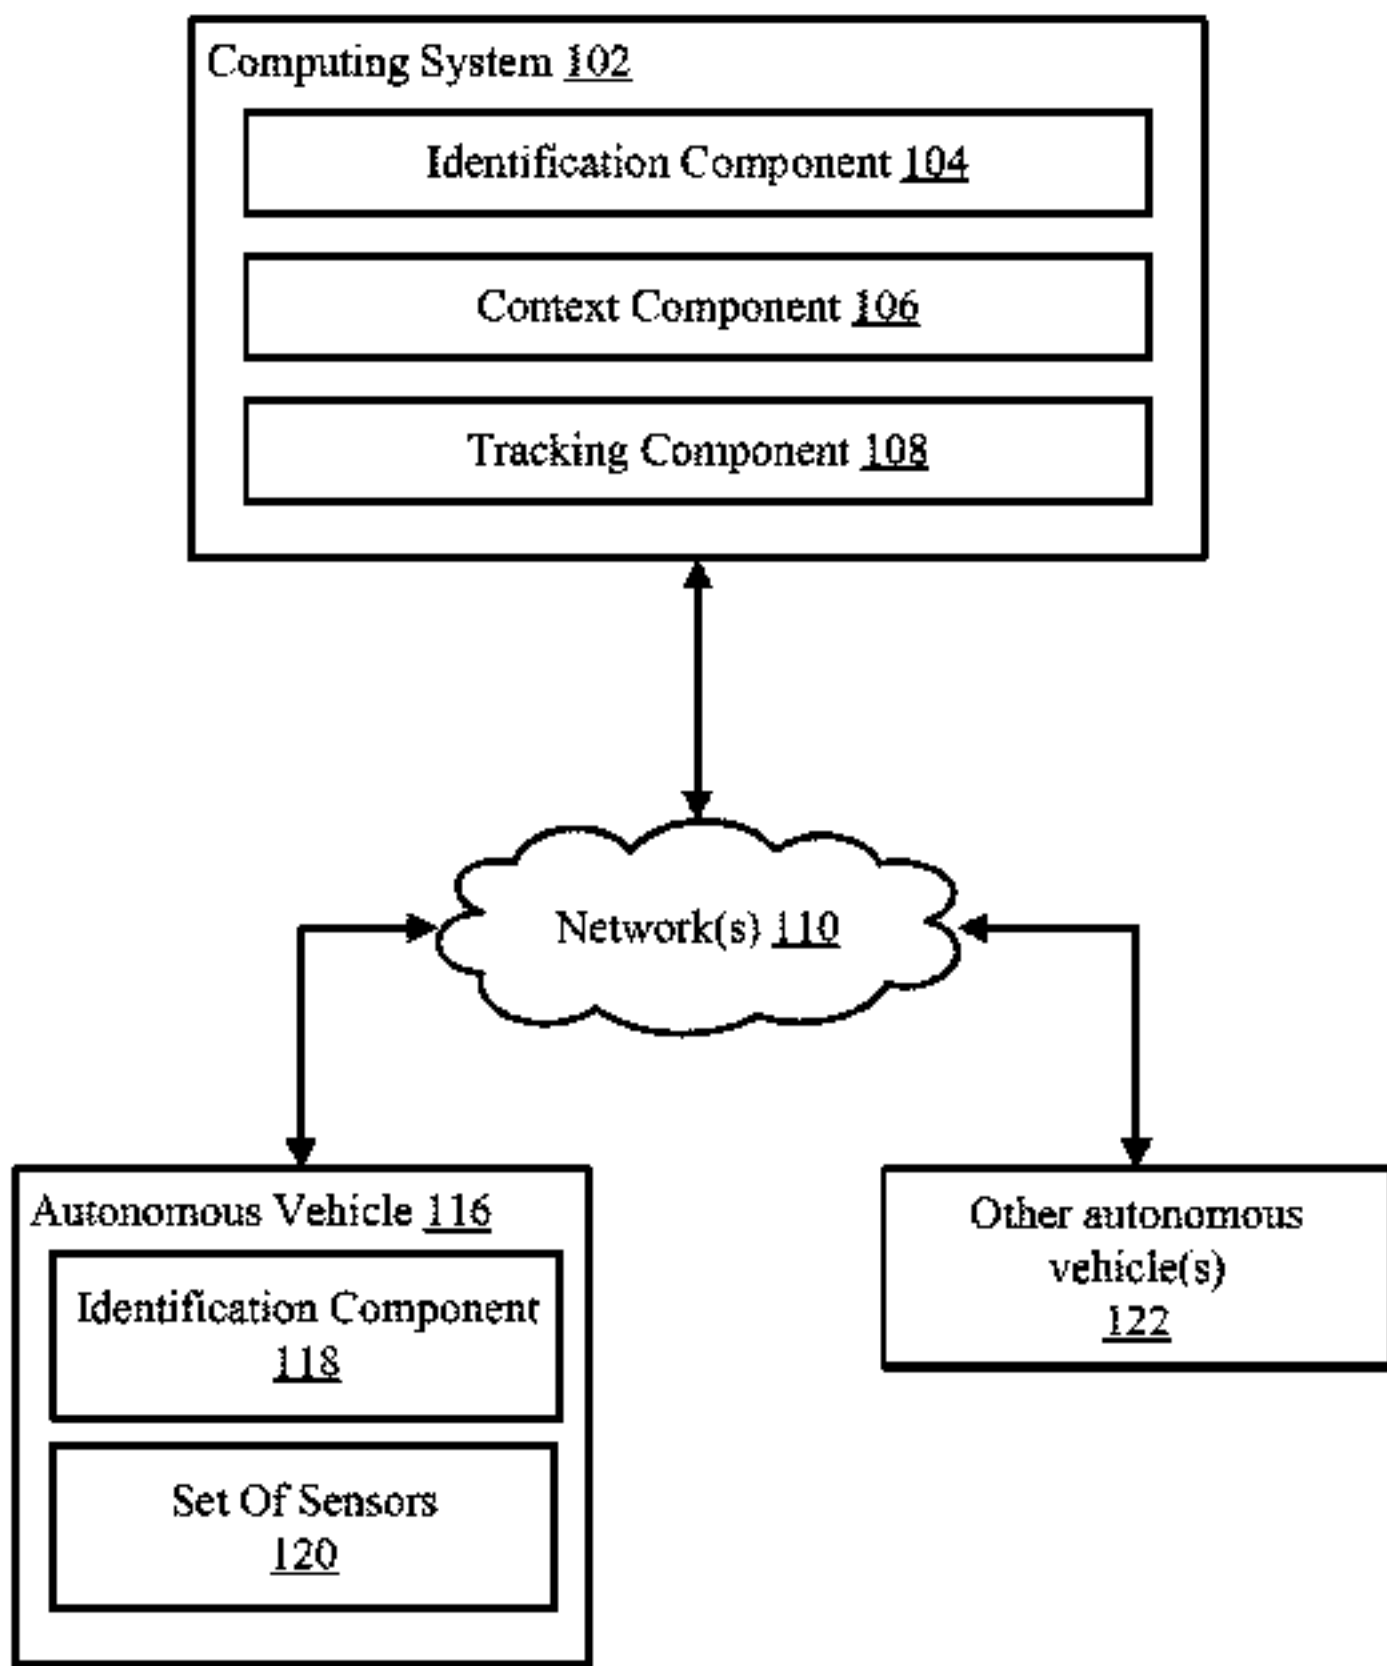 Computing System 102
Identification Component 104
Context Component 106
Tracking Component 108
Network(s) 110
Autonomous Vehicle 116
Identification Component
118
Set Of Sensors
120
Other autonomous
vehicle(s)
122